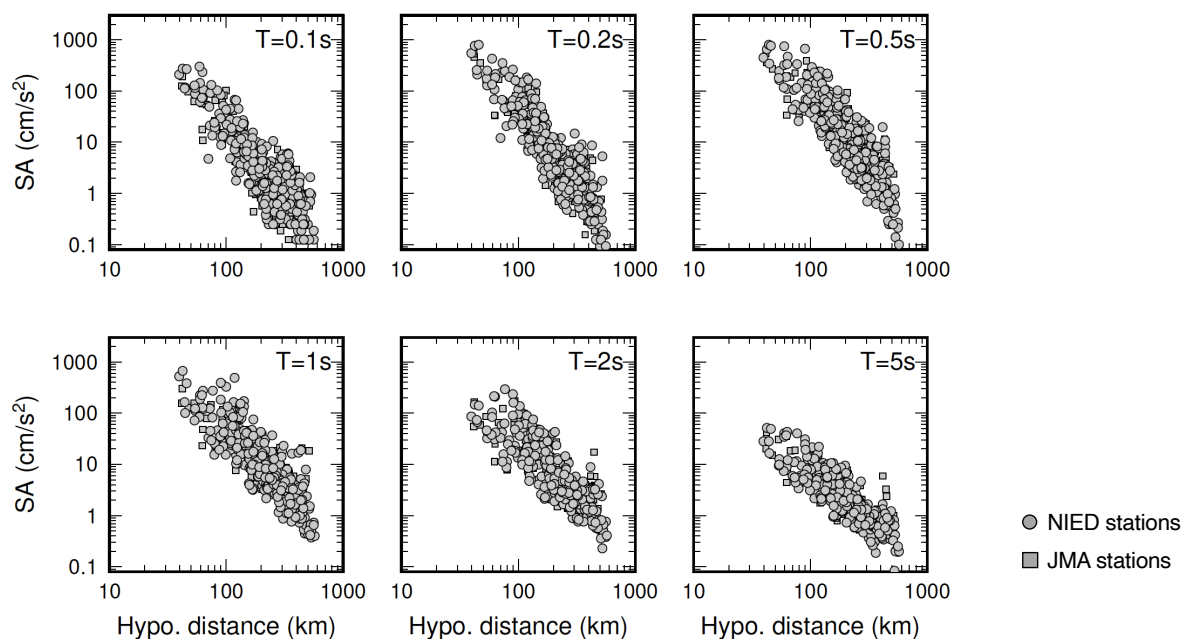 T=0.1s
T=0.2s
T=0.5s
SA (cm/s²)
1000
100
10
1
0.1
10 100 1000
10 100 1000
10 100 1000
T=1s
T=2s
T=5s
SA (cm/s²)
1000
100
10
1
0.1
10 100 1000
10 100 1000
10 100 1000
Hypo. distance (km)
Hypo. distance (km)
Hypo. distance (km)
NIED stations
JMA stations